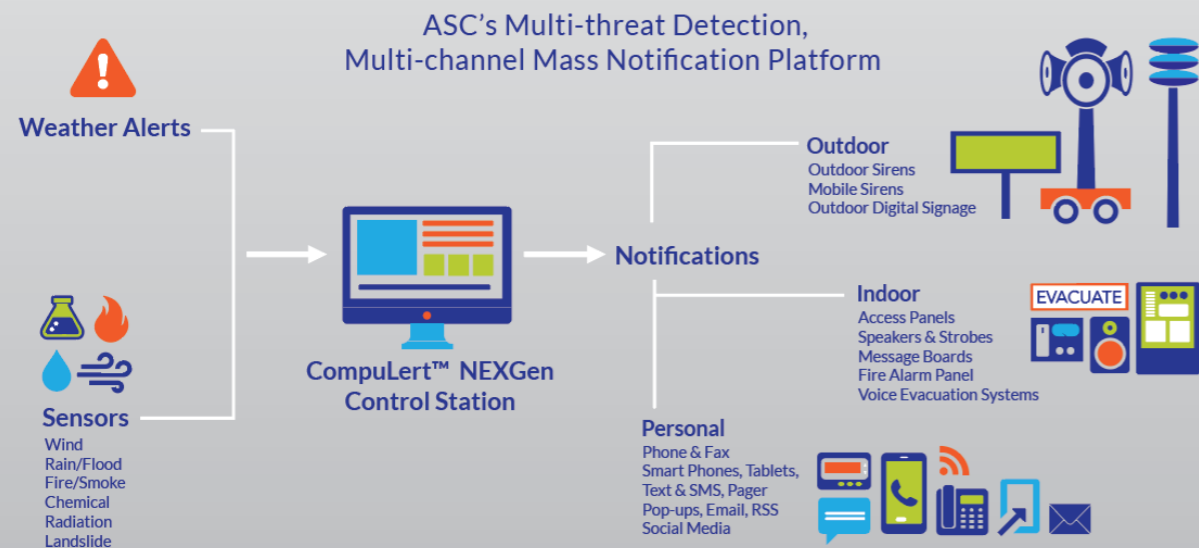 ASC's Multi-threat Detection,
Multi-channel Mass Notification Platform
Weather Alerts
Sensors
Wind
Rain/Flood
Fire/Smoke
Chemical
Radiation
Landslide
CompuLert™ NEXGen
Control Station
Notifications
Outdoor
Outdoor Sirens
Mobile Sirens
Outdoor Digital Signage
Indoor
Access Panels
Speakers & Strobes
Message Boards
Fire Alarm Panel
Voice Evacuation Systems
EVACUATE
Personal
Phone & Fax
Smart Phones, Tablets,
Text & SMS, Pager
Pop-ups, Email, RSS
Social Media